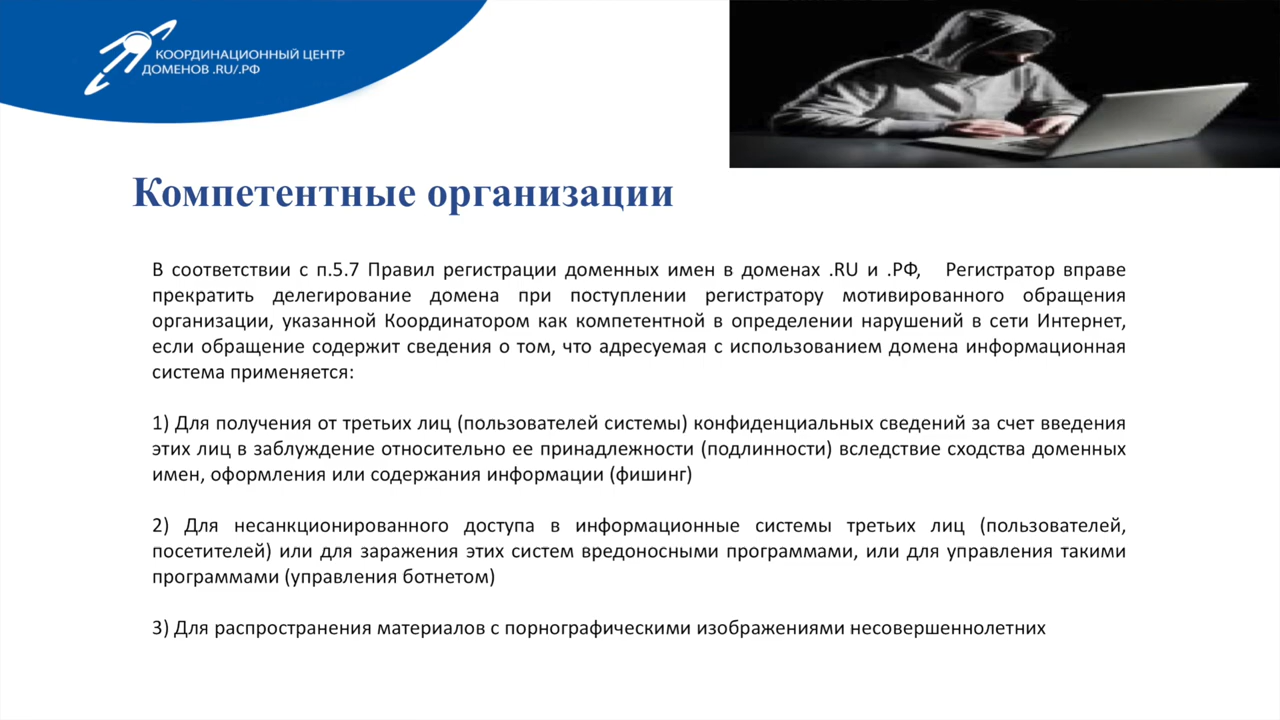 КООРДИНАЦИОННЫЙ ЦЕНТР
ДОМЕНОВ .RU/.РФ
Компетентные организации
В соответствии с п.5.7 Правил регистрации доменных имен в доменах .RU и .РФ, Регистратор вправе
прекратить делегирование домена при поступлении регистратору мотивированного обращения
организации, указанной Координатором как компетентной в определении нарушений в сети Интернет,
если обращение содержит сведения о том, что адресуемая с использованием домена информационная
система применяется:
1) Для получения от третьих лиц (пользователей системы) конфиденциальных сведений за счет введения
этих лиц в заблуждение относительно ее принадлежности (подлинности) вследствие сходства доменных
имен, оформления или содержания информации (фишинг)
2) Для несанкционированного доступа в информационные системы третьих лиц (пользователей,
посетителей) или для заражения этих систем вредоносными программами, или для управления такими
программами (управления ботнетом)
3) Для распространения материалов с порнографическими изображениями несовершеннолетних